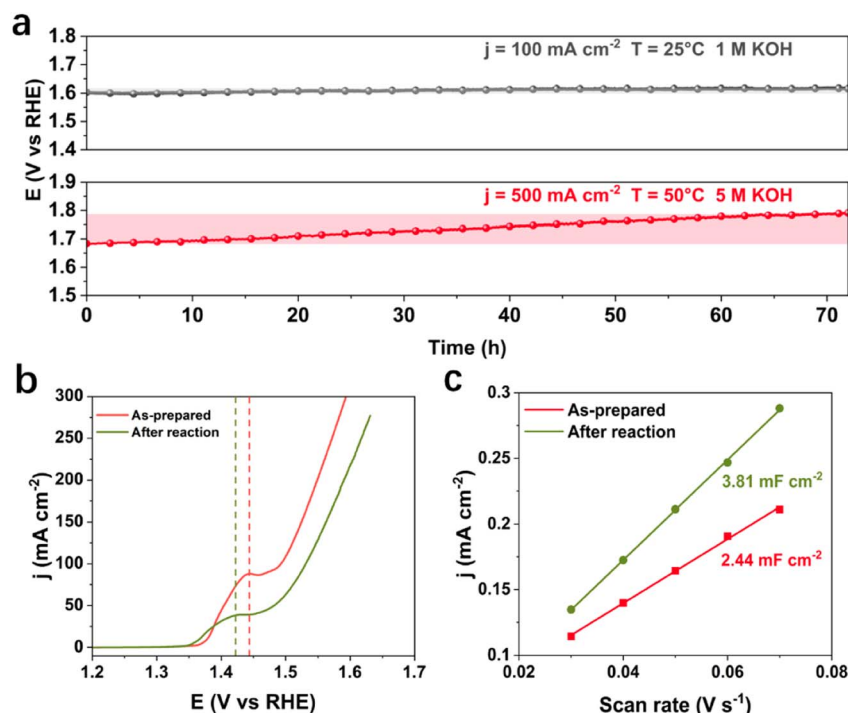 a
j = 100 mA cm⁻² T = 25°C 1 M KOH
1.8
1.7
1.6
1.5
1.4
E (V vs RHE)
j = 500 mA cm⁻² T = 50°C 5 M KOH
1.9
1.8
1.7
1.6
1.5
0 10 20 30 40 50 60 70
Time (h)
b
As-prepared
After reaction
300
250
200
150
100
50
0
j (mA cm⁻²)
1.2 1.3 1.4 1.5 1.6 1.7
E (V vs RHE)
c
As-prepared
After reaction
3.81 mF cm⁻²
2.44 mF cm⁻²
0.3
0.25
0.2
0.15
0.1
j (mA cm⁻²)
0.02 0.04 0.06 0.08
Scan rate (V s⁻¹)